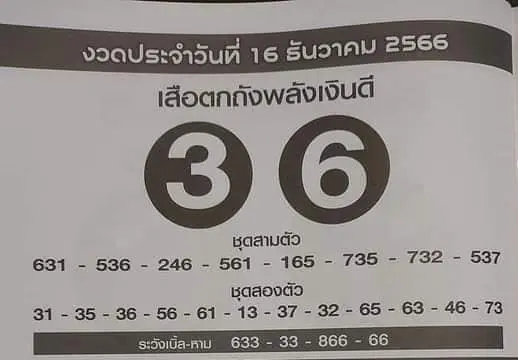 งวดประจำวันที่ 16 ธันวาคม 2566
เสือตกถังพลังเงินดี
3 6
ชุดสามตัว
631 - 536 - 246 - 561 - 165 - 735 - 732 - 537
ชุดสองตัว
31 - 35 - 36 - 56 - 61 - 13 - 37 - 32 - 65 - 63 - 46 - 73
ระวังเบิ้ล-หาม 633 - 33 - 866 - 66